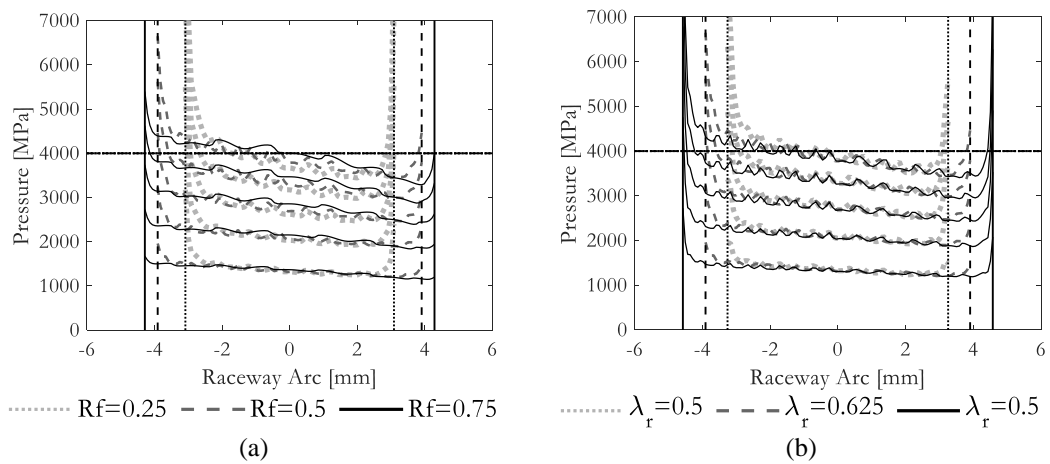 7000
6000
5000
4000
3000
2000
1000
0
Pressure [MPa]
-6 -4 -2 0 2 4 6
Raceway Arc [mm]
Rf=0.25 Rf=0.5 Rf=0.75
(a)
7000
6000
5000
4000
3000
2000
1000
0
Pressure [MPa]
-6 -4 -2 0 2 4 6
Raceway Arc [mm]
λr=0.5 λr=0.625 λr=0.5
(b)